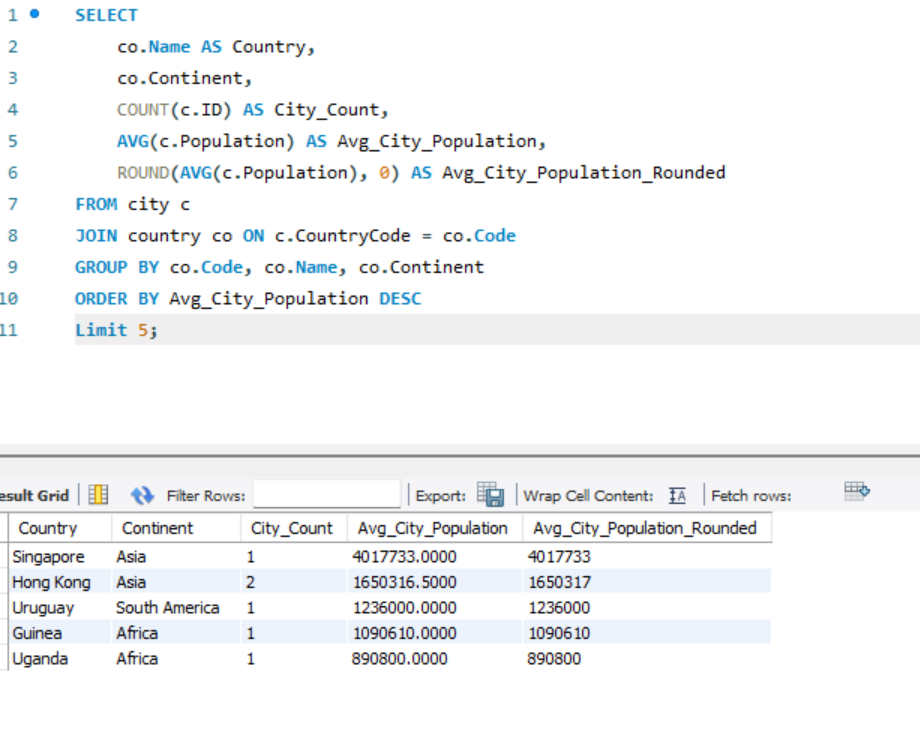 1 SELECT
2 co.Name AS Country,
3 co.Continent,
4 COUNT(c.ID) AS City_Count,
5 AVG(c.Population) AS Avg_City_Population,
6 ROUND(AVG(c.Population), 0) AS Avg_City_Population_Rounded
7 FROM city c
8 JOIN country co ON c.CountryCode = co.Code
9 GROUP BY co.Code, co.Name, co.Continent
10 ORDER BY Avg_City_Population DESC
11 Limit 5;
esult Grid Filter Rows: Export: Wrap Cell Content: IA Fetch rows:
Country Continent City_Count Avg_City_Population Avg_City_Population_Rounded
Singapore Asia 1 4017733.0000 4017733
Hong Kong Asia 2 1650316.5000 1650317
Uruguay South America 1 1236000.0000 1236000
Guinea Africa 1 1090610.0000 1090610
Uganda Africa 1 890800.0000 890800